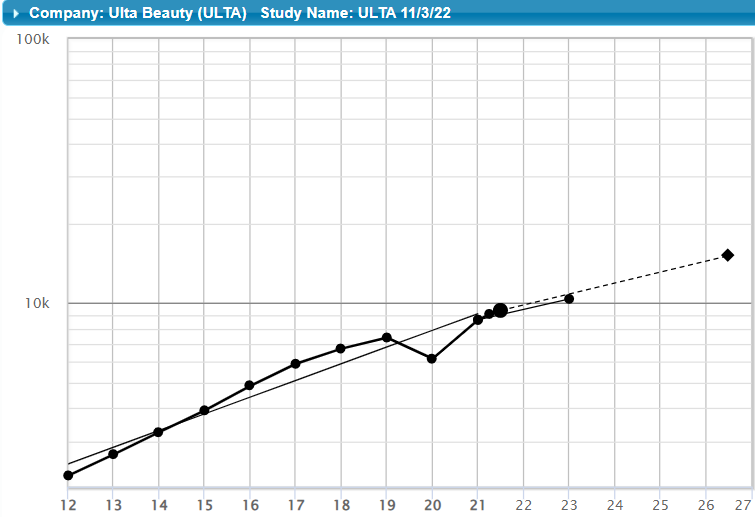 Company: Ulta Beauty (ULTA) Study Name: ULTA 11/3/22
100k
10k
12 13 14 15 16 17 18 19 20 21 22 23 24 25 26 27